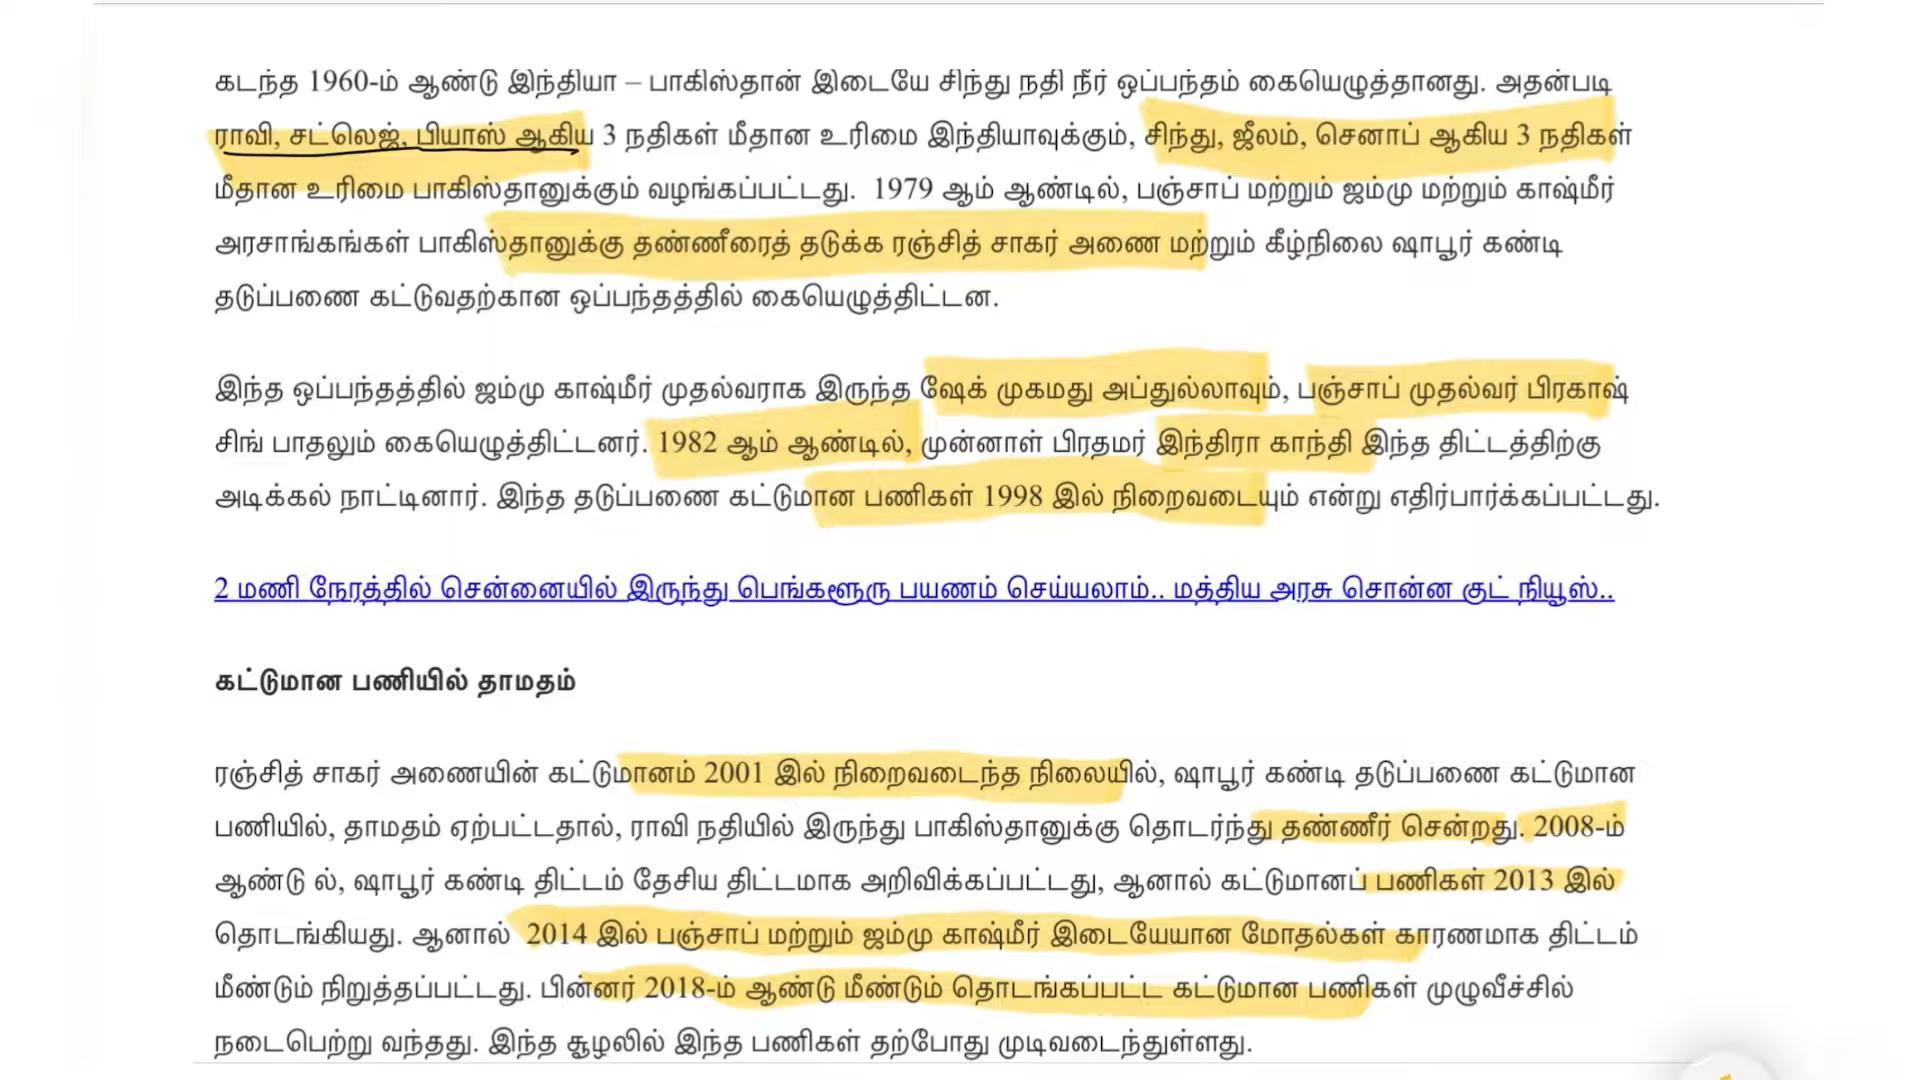 கடந்த 1960-ம் ஆண்டு இந்தியா – பாகிஸ்தான் இடையே சிந்து நதி நீர் ஒப்பந்தம் கையெழுத்தானது. அதன்படி
ராவி, சட்லெஜ், பியாஸ் ஆகிய 3 நதிகள் மீதான உரிமை இந்தியாவுக்கும், சிந்து, ஜீலம், செனாப் ஆகிய 3 நதிகள்
மீதான உரிமை பாகிஸ்தானுக்கும் வழங்கப்பட்டது. 1979 ஆம் ஆண்டில், பஞ்சாப் மற்றும் ஜம்மு மற்றும் காஷ்மீர்
அரசாங்கங்கள் பாகிஸ்தானுக்கு தண்ணீரைத் தடுக்க ரஞ்சித் சாகர் அணை மற்றும் கீழ்நிலை ஷாபூர் கண்டி
தடுப்பணை கட்டுவதற்கான ஒப்பந்தத்தில் கையெழுத்திட்டன.
இந்த ஒப்பந்தத்தில் ஜம்மு காஷ்மீர் முதல்வராக இருந்த ஷேக் முகமது அப்துல்லாவும், பஞ்சாப் முதல்வர் பிரகாஷ்
சிங் பாதலும் கையெழுத்திட்டனர். 1982 ஆம் ஆண்டில், முன்னாள் பிரதமர் இந்திரா காந்தி இந்த திட்டத்திற்கு
அடிக்கல் நாட்டினார். இந்த தடுப்பணை கட்டுமான பணிகள் 1998 இல் நிறைவடையும் என்று எதிர்பார்க்கப்பட்டது.
2 மணி நேரத்தில் சென்னையில் இருந்து பெங்களூரு பயணம் செய்யலாம்.. மத்திய அரசு சொன்ன குட் நியூஸ்..
கட்டுமான பணியில் தாமதம்
ரஞ்சித் சாகர் அணையின் கட்டுமானம் 2001 இல் நிறைவடைந்த நிலையில், ஷாபூர் கண்டி தடுப்பணை கட்டுமான
பணியில், தாமதம் ஏற்பட்டதால், ராவி நதியில் இருந்து பாகிஸ்தானுக்கு தொடர்ந்து தண்ணீர் சென்றது. 2008-ம்
ஆண்டு ல், ஷாபூர் கண்டி திட்டம் தேசிய திட்டமாக அறிவிக்கப்பட்டது, ஆனால் கட்டுமானப் பணிகள் 2013 இல்
தொடங்கியது. ஆனால் 2014 இல் பஞ்சாப் மற்றும் ஜம்மு காஷ்மீர் இடையேயான மோதல்கள் காரணமாக திட்டம்
மீண்டும் நிறுத்தப்பட்டது. பின்னர் 2018-ம் ஆண்டு மீண்டும் தொடங்கப்பட்ட கட்டுமான பணிகள் முழுவீச்சில்
நடைபெற்று வந்தது. இந்த சூழலில் இந்த பணிகள் தற்போது முடிவடைந்துள்ளது.